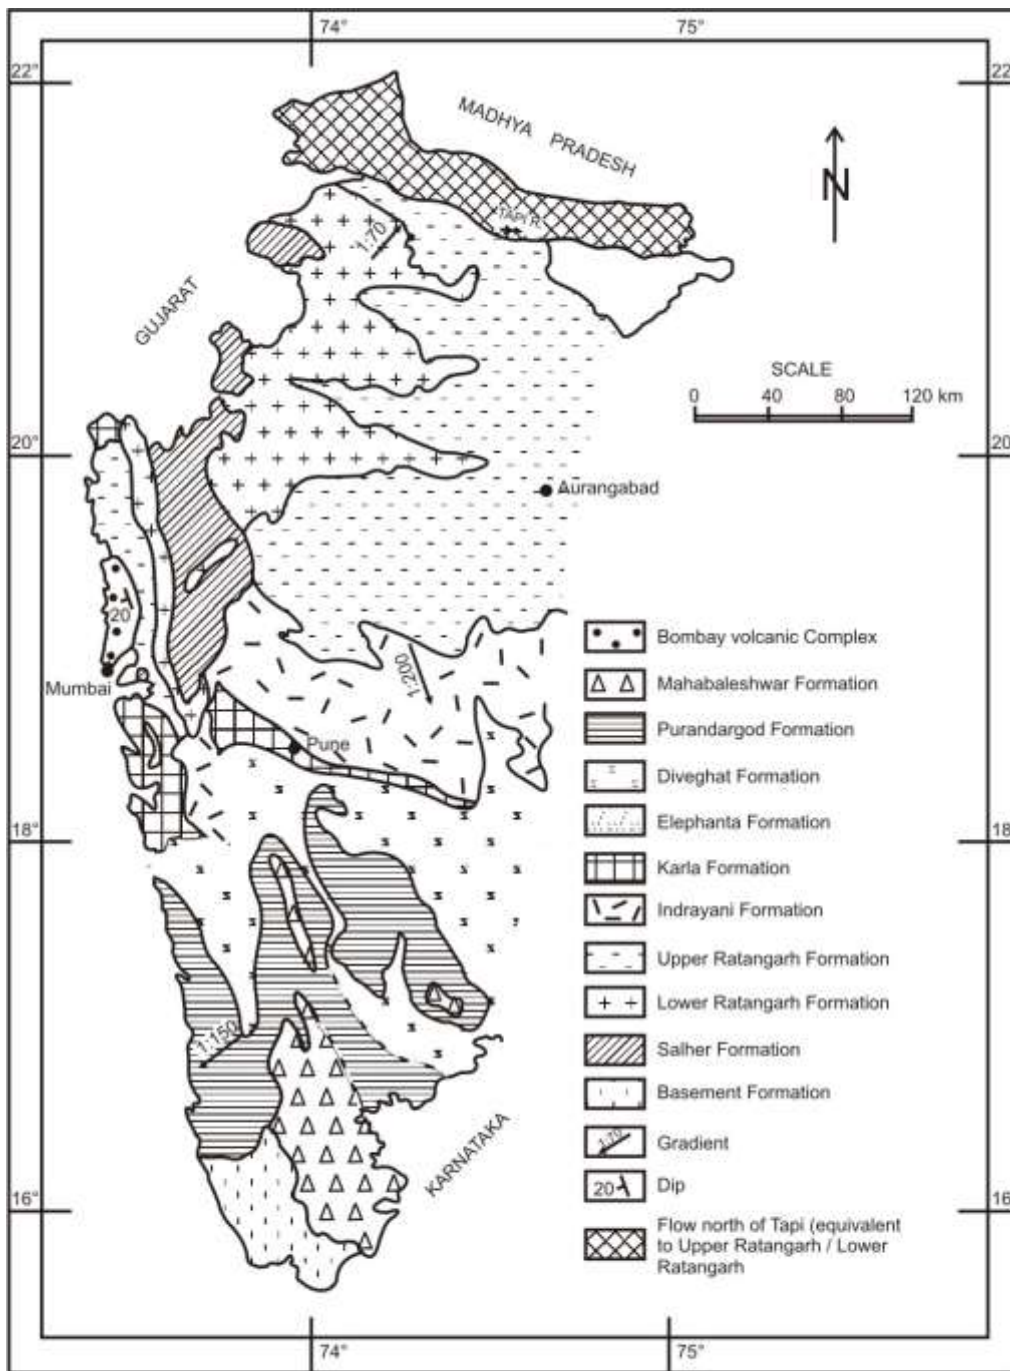 74°
75°
22°
22
MADHYA PRADESH
N
TAPI R.
1:70
GUJARAT
SCALE
0 40 80 120 km
20°
20
Aurangabad
20
Mumbai
1:200
Pune
18°
18
1:150
KARNATAKA
16°
16
Bombay volcanic Complex
Mahabaleshwar Formation
Purandargod Formation
Diveghat Formation
Elephanta Formation
Karla Formation
Indrayani Formation
Upper Ratangarh Formation
Lower Ratangarh Formation
Salher Formation
Basement Formation
1:70
Gradient
20
Dip
Flow north of Tapi (equivalent
to Upper Ratangarh / Lower
Ratangarh
74°
75°